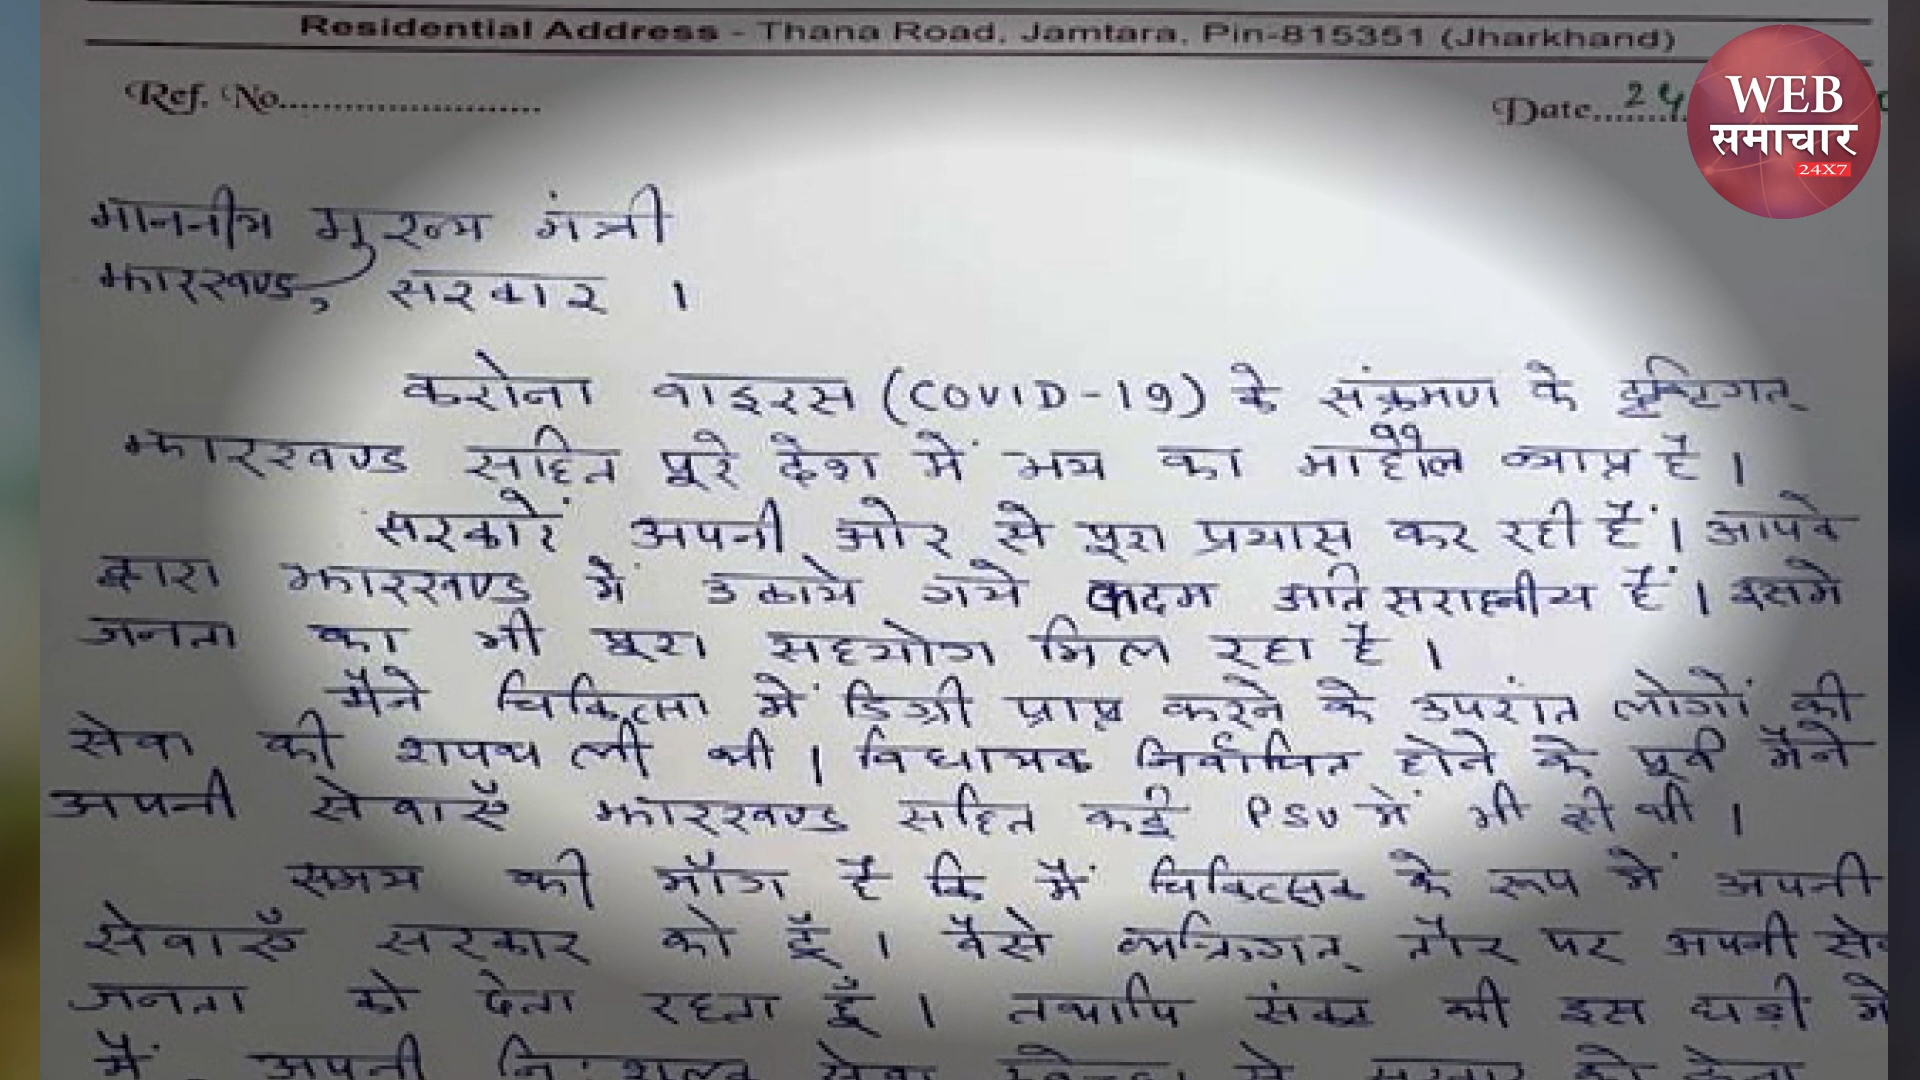 Residential Address - Thana Road, Jamtara, Pin-815351 (Jharkhand)
Ref. No........................
Date....24
WEB
समाचार
24X7
माननीय मुख्य मंत्री
झारखण्ड, सरकार ।
करोना वाइरस (COVID-19) के संक्रमण के दृष्टिगत्
झारखण्ड सहित पूरे देश में भय का माहौल व्याप्त है ।
सरकारें अपनी ओर से पूरा प्रयास कर रही हैं । आपके
द्वारा झारखण्ड में उठाये गये कदम अति सराहनीय हैं । इसमे
जनता का भी पूरा सहयोग मिल रहा है ।
मैंने चिकित्सा में डिग्री प्राप्त करने के उपरांत लोगों की
सेवा की शपथ ली थी । विधायक निर्वाचित होने के पूर्व मैंने
अपनी सेवाएँ झारखण्ड सहित कई PSU में भी दी थी ।
समय की माँग है कि मैं चिकित्सक के रूप में अपनी
सेवाएँ सरकार को दूँ । वैसे व्यक्तिगत् तौर पर अपनी
जनता को देता रहता हूँ । तथापि संकट की इस घड़ी में
मैं अपनी निःशुल्क सेवा स्वेच्छा से सरकार को देना